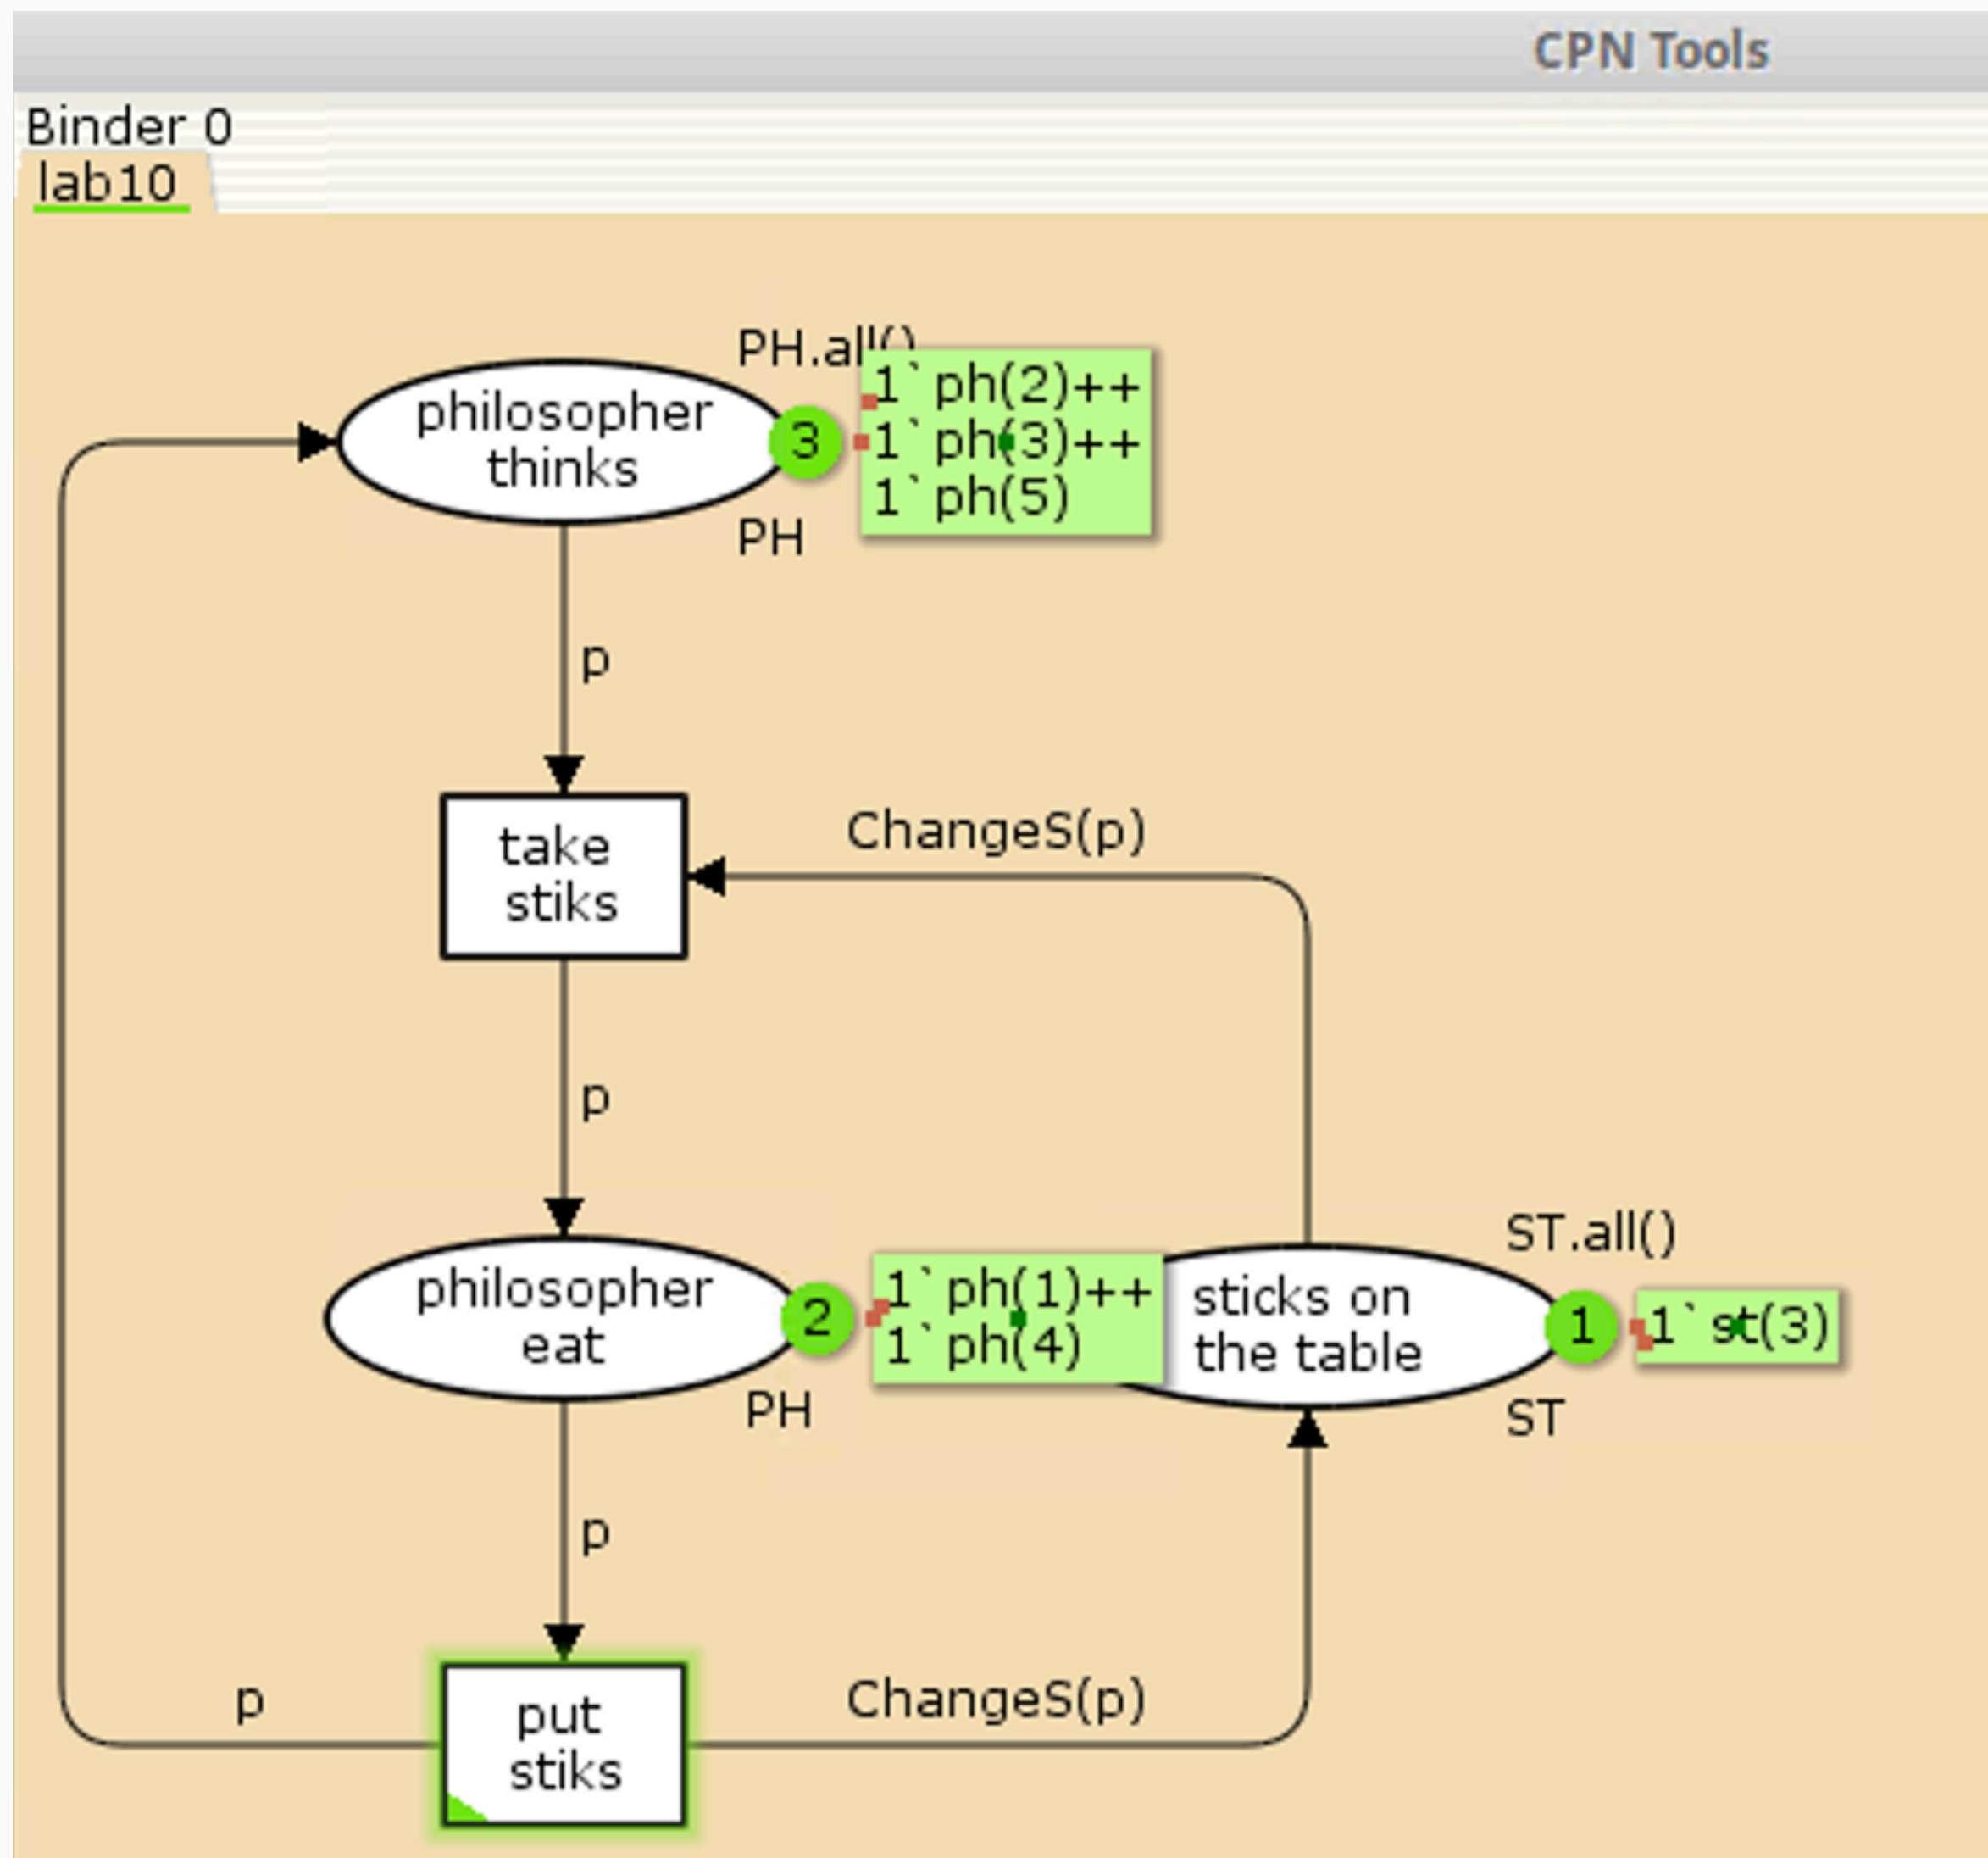 CPN Tools
Binder 0
lab10
PH.all()
philosopher
thinks
3
1`ph(2)++
1`ph(3)++
1`ph(5)
PH
p
take
stiks
ChangeS(p)
p
ST.all()
philosopher
eat
2
1`ph(1)++
1`ph(4)
sticks on
the table
1
1`st(3)
PH
ST
p
p
put
stiks
ChangeS(p)